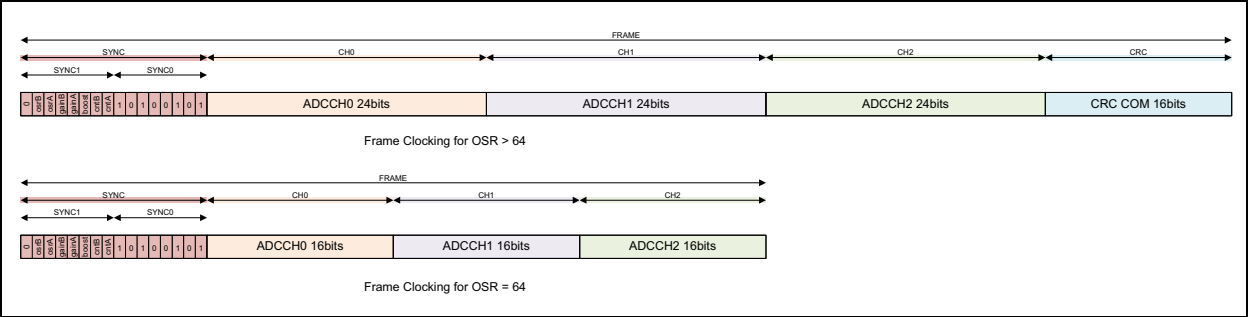 FRAME
SYNC CH0 CH1 CH2 CRC
SYNC1 SYNC0
0 osrB osrA gainB gainA boost cntB cntA 1 0 1 0 0 1 0 1 ADCCH0 24bits ADCCH1 24bits ADCCH2 24bits CRC COM 16bits
Frame Clocking for OSR > 64
FRAME
SYNC CH0 CH1 CH2
SYNC1 SYNC0
0 osrB osrA gainB gainA boost cntB cntA 1 0 1 0 0 1 0 1 ADCCH0 16bits ADCCH1 16bits ADCCH2 16bits
Frame Clocking for OSR = 64